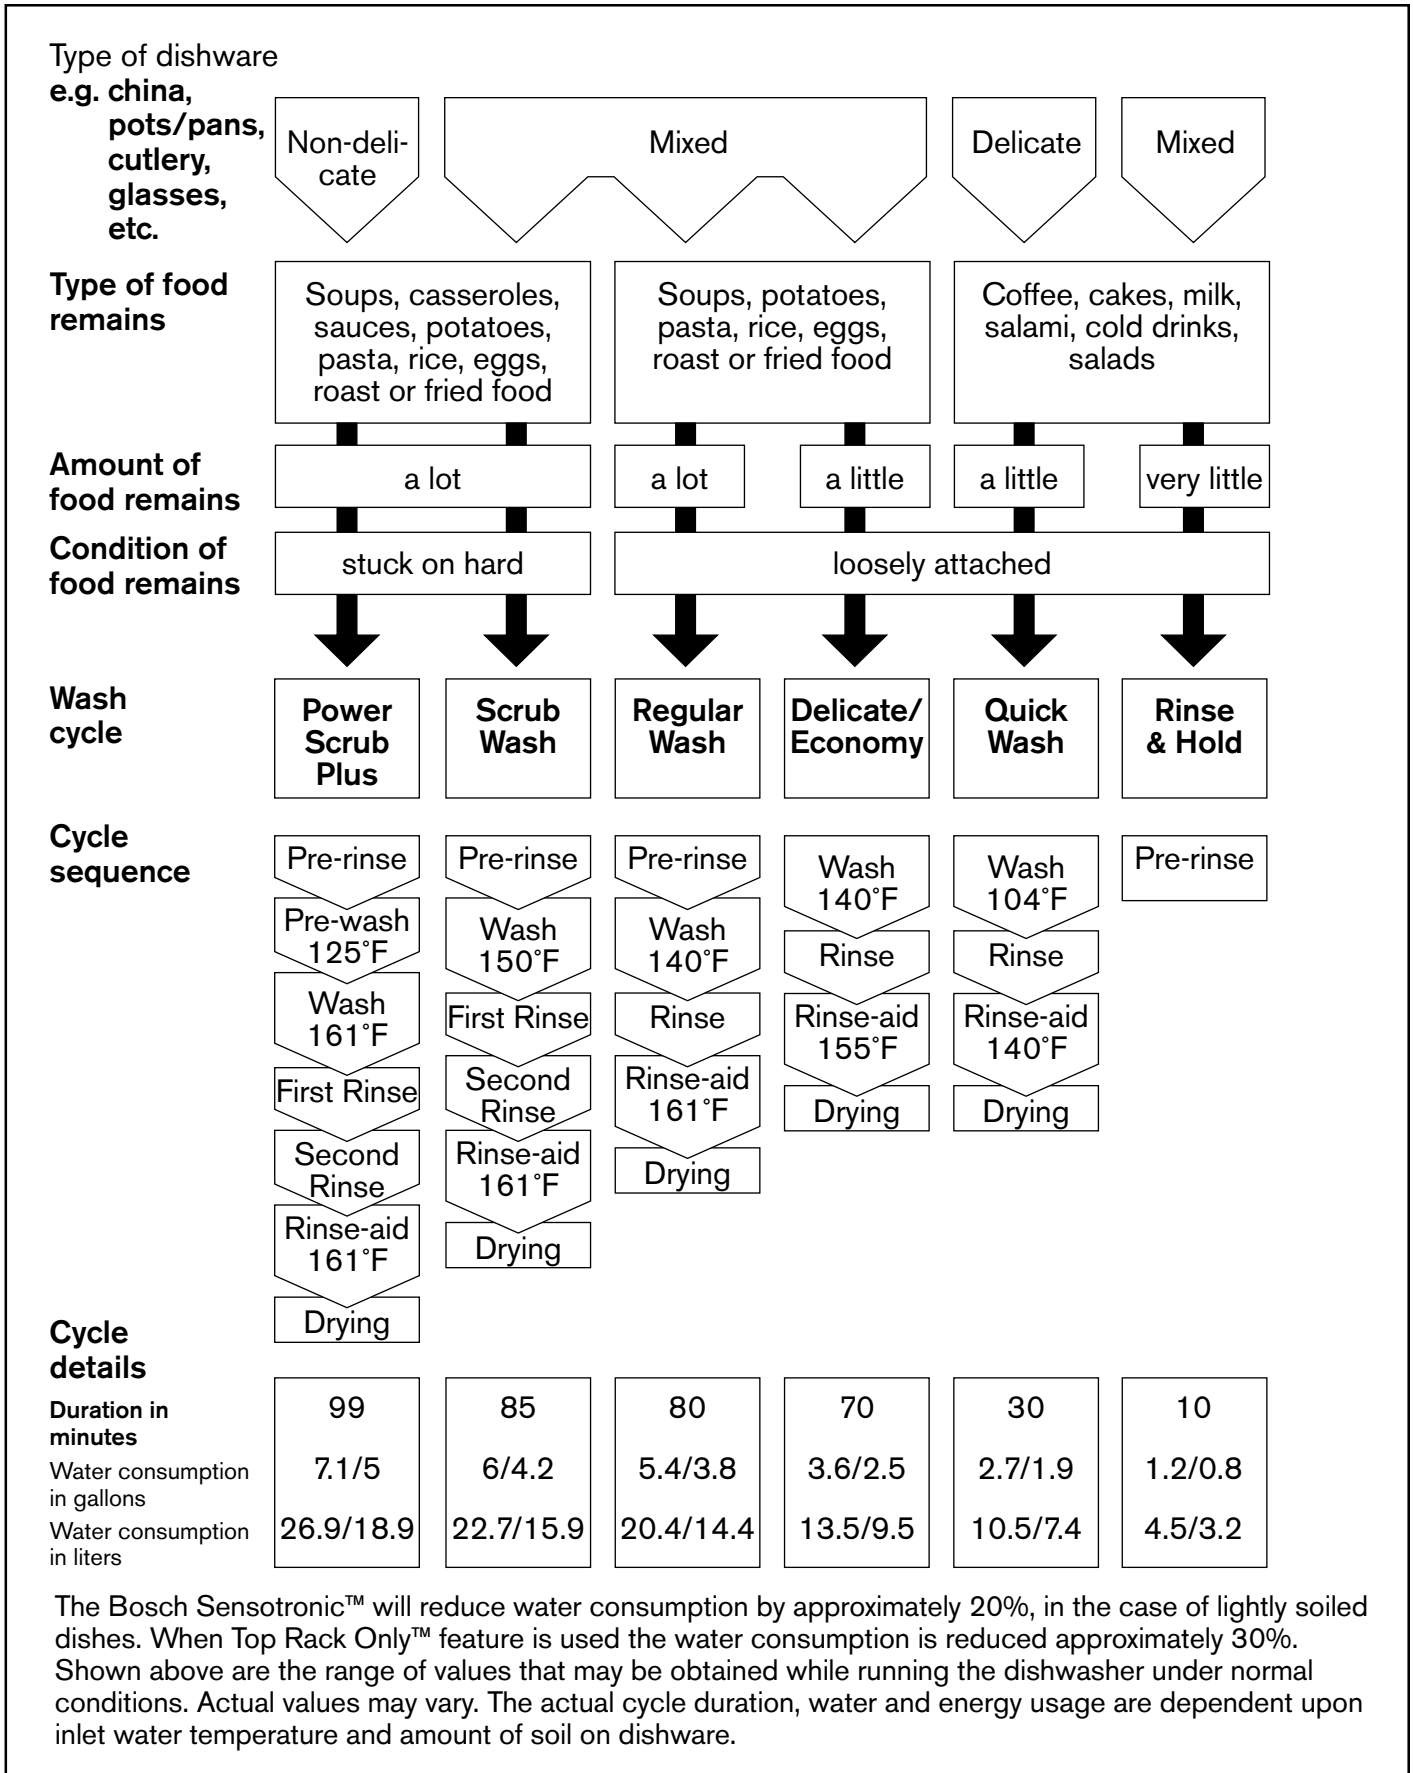 Type of dishware
e.g. china,
pots/pans,
cutlery,
glasses,
etc.
Non-deli-
cate
Mixed
Delicate
Mixed
Type of food
remains
Soups, casseroles,
sauces, potatoes,
pasta, rice, eggs,
roast or fried food
Soups, potatoes,
pasta, rice, eggs,
roast or fried food
Coffee, cakes, milk,
salami, cold drinks,
salads
Amount of
food remains
a lot
a lot
a little
a little
very little
Condition of
food remains
stuck on hard
loosely attached
Wash
cycle
Power
Scrub
Plus
Scrub
Wash
Regular
Wash
Delicate/
Economy
Quick
Wash
Rinse
& Hold
Cycle
sequence
Pre-rinse
Pre-wash
125°F
Wash
161°F
First Rinse
Second
Rinse
Rinse-aid
161°F
Drying
Pre-rinse
Wash
150°F
First Rinse
Second
Rinse
Rinse-aid
161°F
Drying
Pre-rinse
Wash
140°F
Rinse
Rinse-aid
161°F
Drying
Wash
140°F
Rinse
Rinse-aid
155°F
Drying
Wash
104°F
Rinse
Rinse-aid
140°F
Drying
Pre-rinse
Cycle
details
Duration in
minutes
99
85
80
70
30
10
Water consumption
in gallons
7.1/5
6/4.2
5.4/3.8
3.6/2.5
2.7/1.9
1.2/0.8
Water consumption
in liters
26.9/18.9
22.7/15.9
20.4/14.4
13.5/9.5
10.5/7.4
4.5/3.2
The Bosch Sensotronic™ will reduce water consumption by approximately 20%, in the case of lightly soiled
dishes. When Top Rack Only™ feature is used the water consumption is reduced approximately 30%.
Shown above are the range of values that may be obtained while running the dishwasher under normal
conditions. Actual values may vary. The actual cycle duration, water and energy usage are dependent upon
inlet water temperature and amount of soil on dishware.